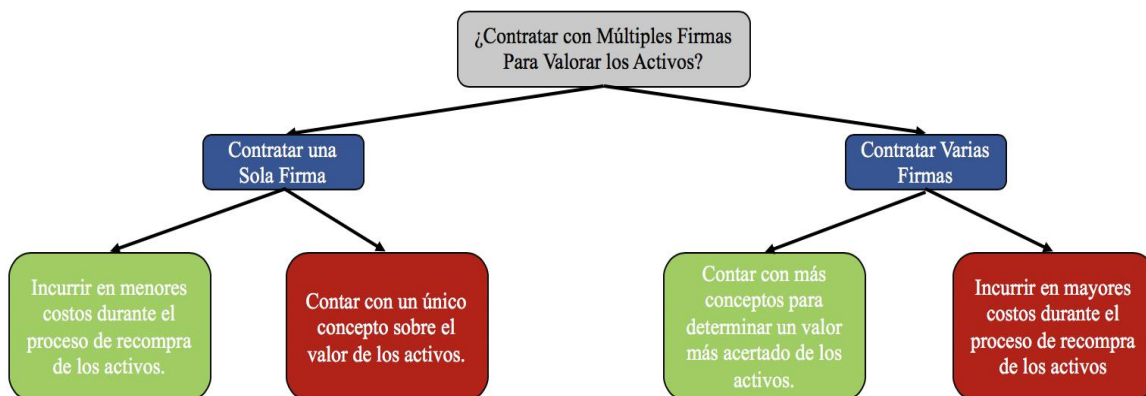 ¿Contratar con Múltiples Firmas
Para Valorar los Activos?
Contratar una
Sola Firma
Contratar Varias
Firmas
Incurrir en menores
costos durante el
proceso de recompra
de los activos.
Contar con un único
concepto sobre el
valor de los activos.
Contar con más
conceptos para
determinar un valor
más acertado de los
activos.
Incurrir en mayores
costos durante el
proceso de recompra
de los activos